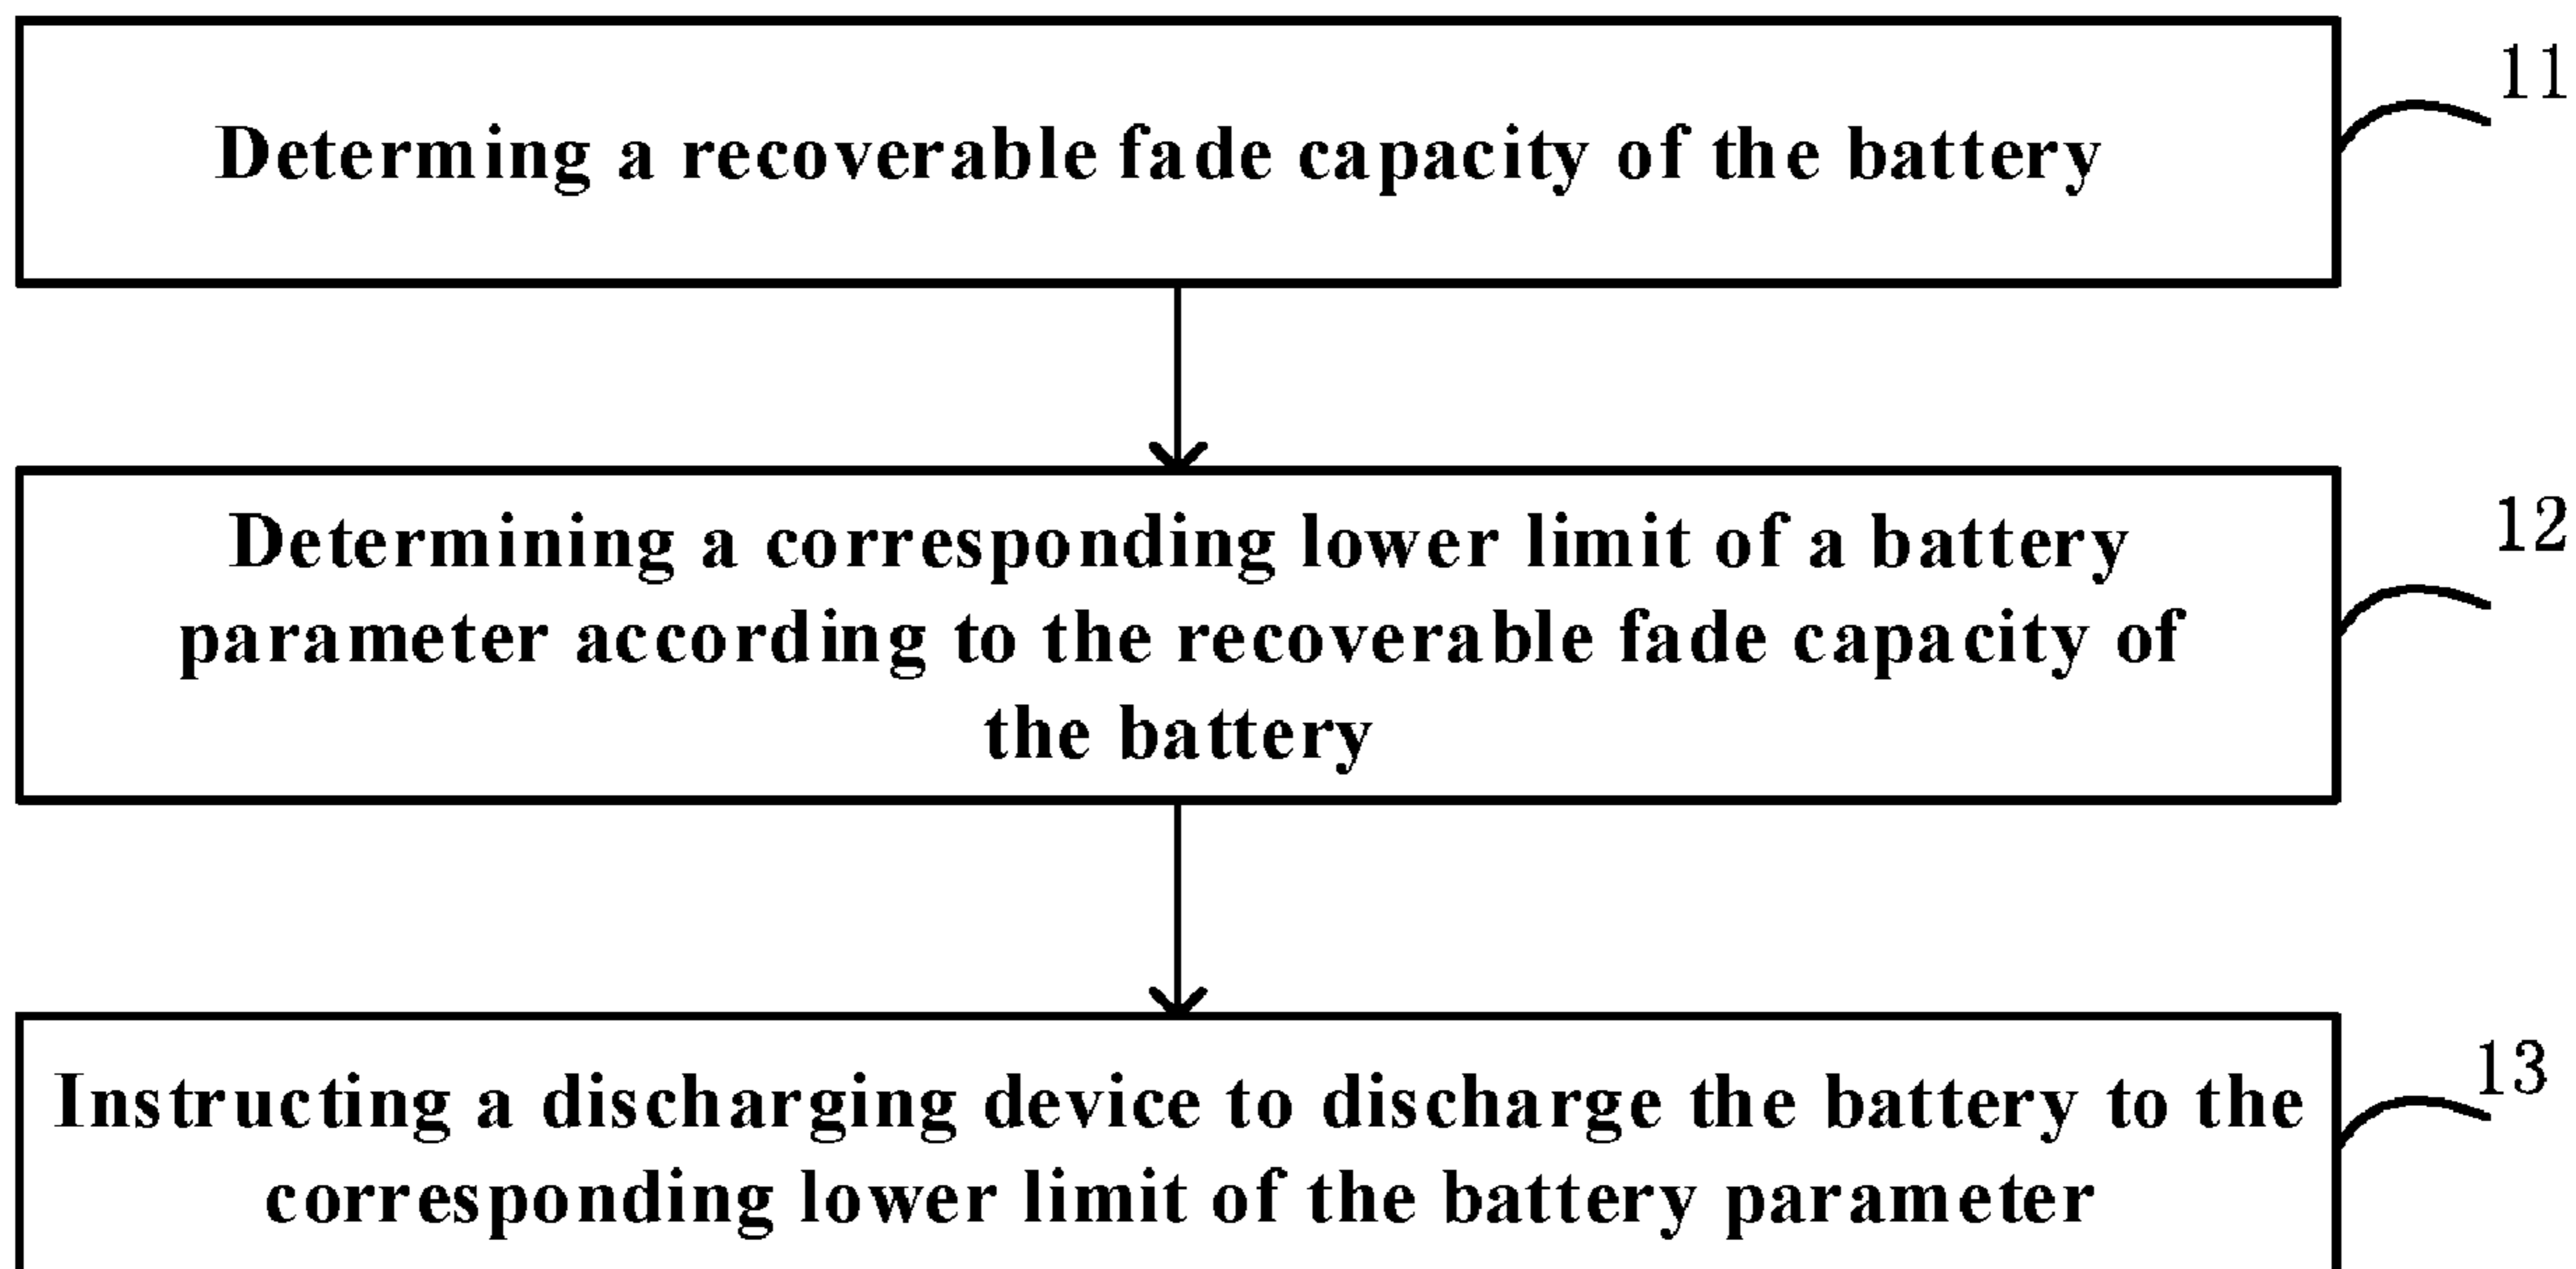 11
Determing a recoverable fade capacity of the battery
12
Determining a corresponding lower limit of a battery
parameter according to the recoverable fade capacity of
the battery
13
Instructing a discharging device to discharge the battery to the
corresponding lower limit of the battery parameter